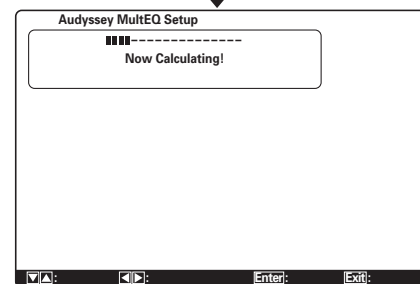 Audyssey MultEQ Setup
Now Calculating!
▼▲: ◀▶: Enter: Exit: